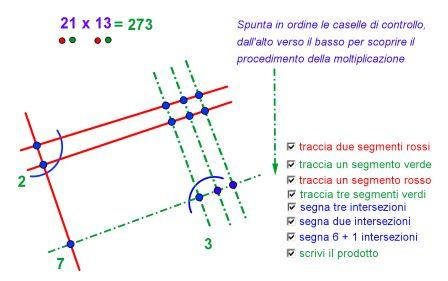 21 x 13 = 273
Spunta in ordine le caselle di controllo,
dall'alto verso il basso per scoprire il
procedimento della moltiplicazione
traccia due segmenti rossi
traccia un segmento verde
traccia un segmento rosso
traccia tre segmenti verdi
segna tre intersezioni
segna due intersezioni
segna 6 + 1 intersezioni
scrivi il prodotto
2
3
7